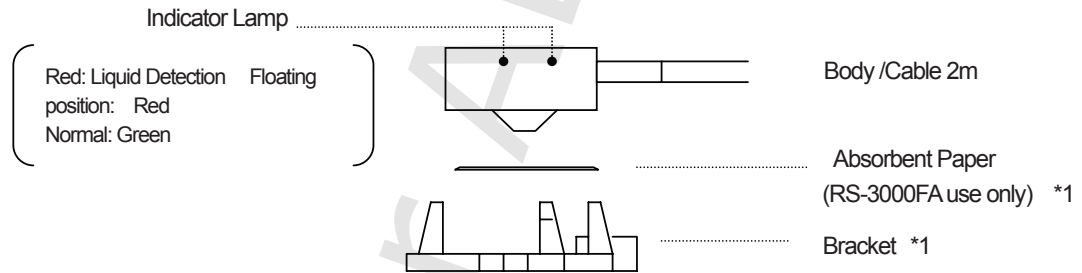 Indicator Lamp
Red: Liquid Detection Floating
position: Red
Normal: Green
Body /Cable 2m
Absorbent Paper
(RS-3000FA use only) *1
Bracket *1